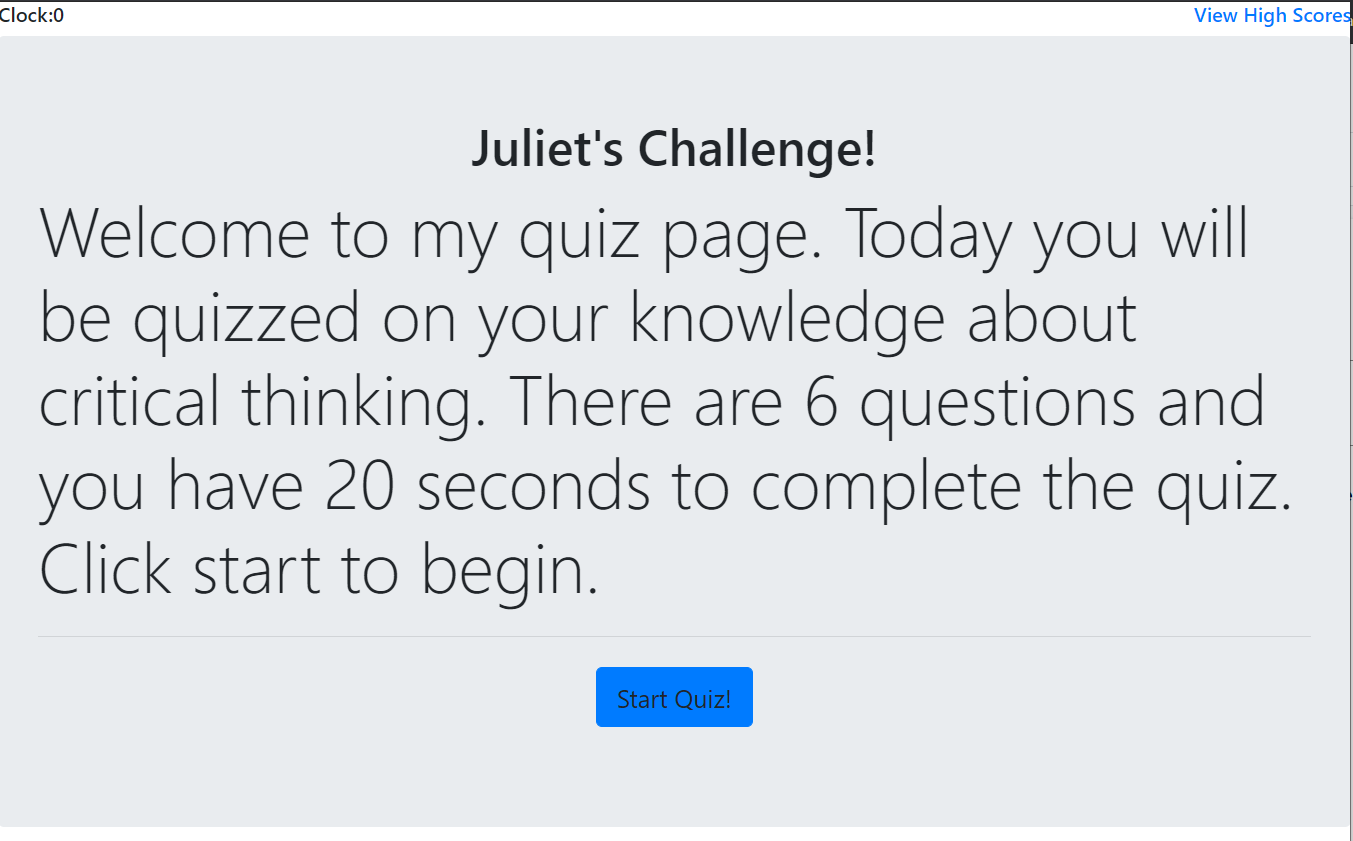 Clock:0
View High Scores
Juliet's Challenge!
Welcome to my quiz page. Today you will
be quizzed on your knowledge about
critical thinking. There are 6 questions and
you have 20 seconds to complete the quiz.
Click start to begin.
Start Quiz!